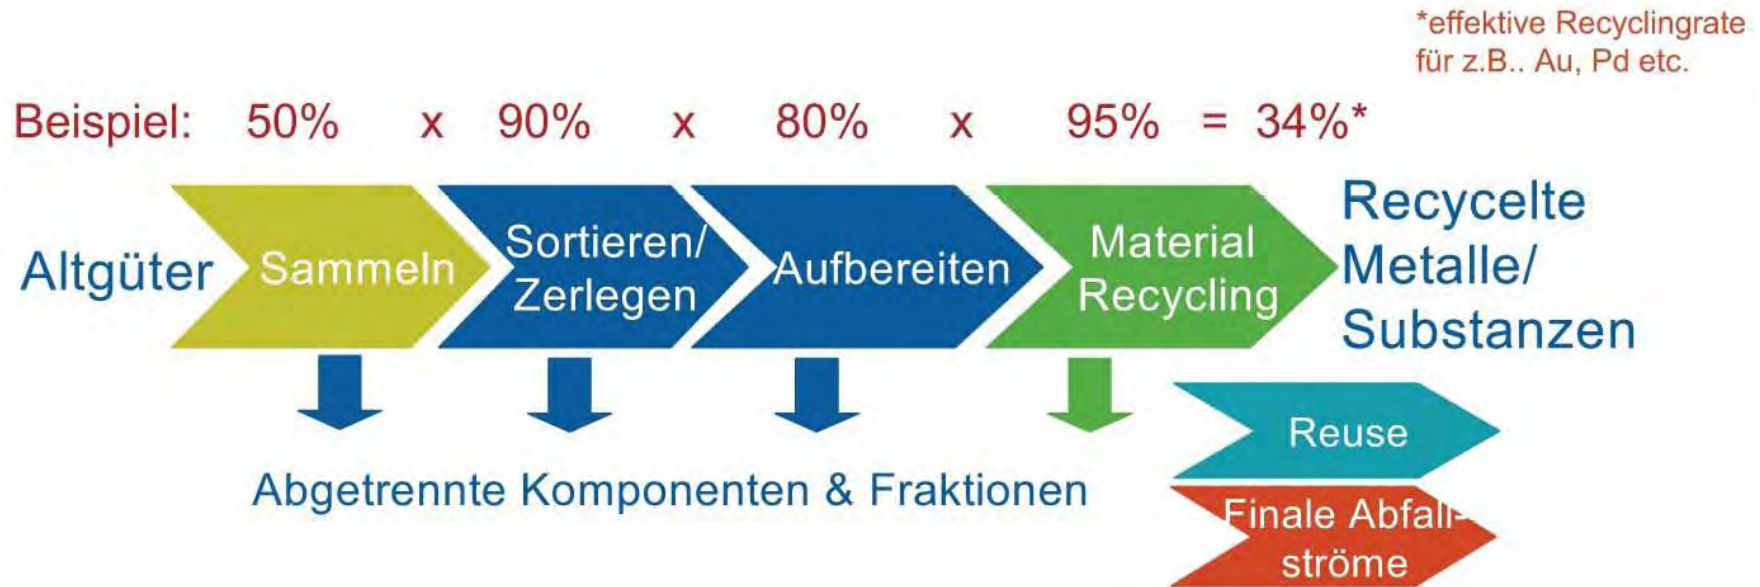 *effektive Recyclingrate
für z.B.. Au, Pd etc.
Beispiel: 50% x 90% x 80% x 95% = 34%*
Altgüter
Sammeln
Sortieren/
Zerlegen
Aufbereiten
Material
Recycling
Recycelte
Metalle/
Substanzen
Abgetrennte Komponenten & Fraktionen
Reuse
Finale Abfall-
ströme